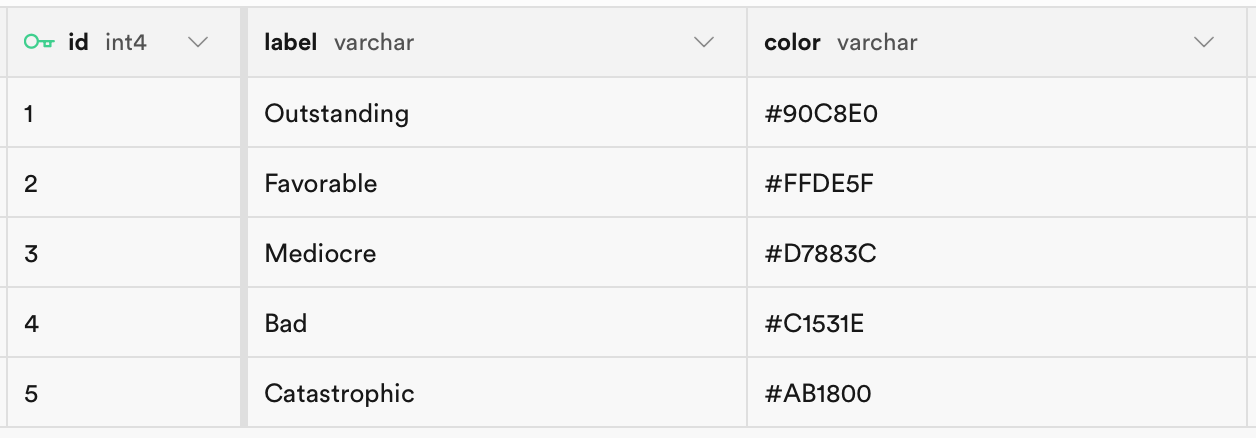 id int4 label varchar color varchar
1 Outstanding #90C8E0
2 Favorable #FFDE5F
3 Mediocre #D7883C
4 Bad #C1531E
5 Catastrophic #AB1800